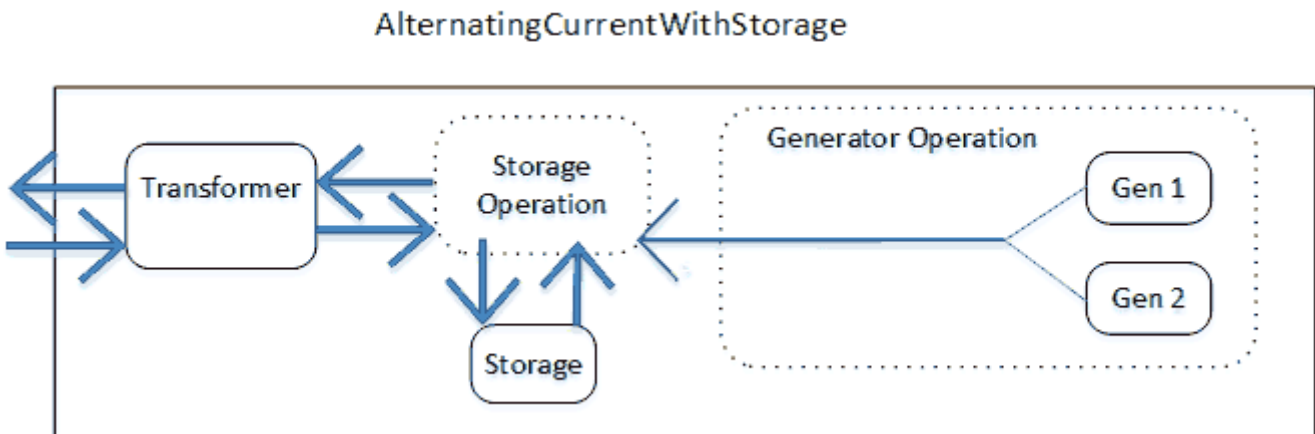 AlternatingCurrentWithStorage
Transformer
Storage
Operation
Generator Operation
Gen 1
Gen 2
Storage